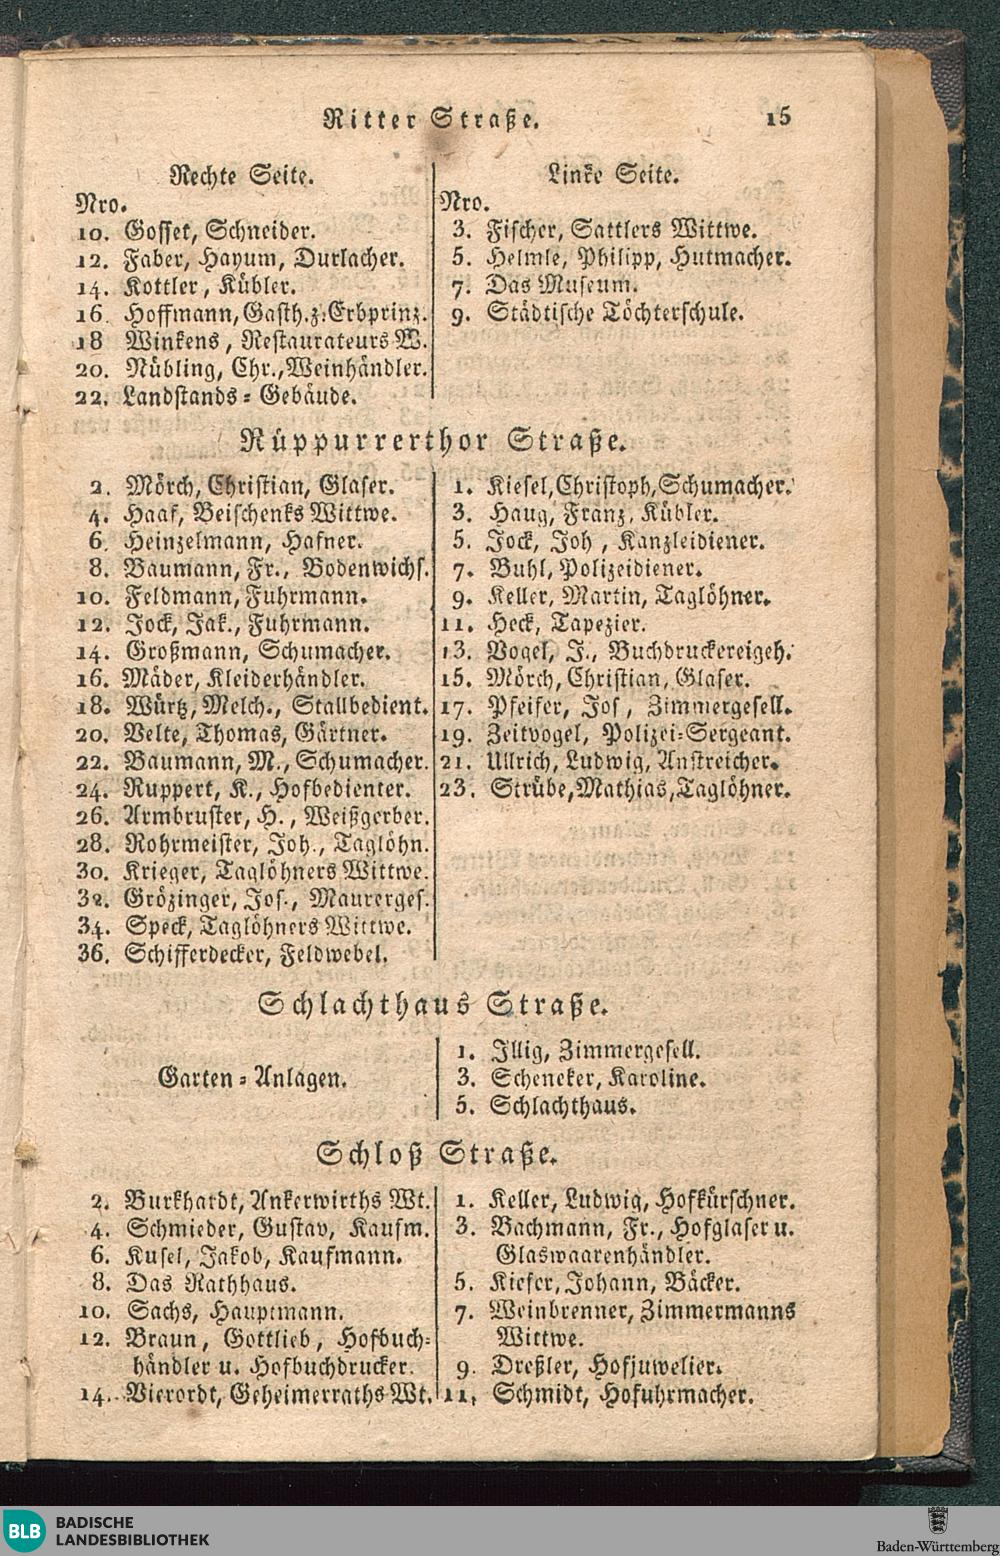 Ritter Straße.
15
Rechte Seite.
Nro.
10. Gosset, Schneider.
12. Faber, Hayum, Durlacher.
14. Kottler, Kübler.
16. Hoffmann, Gasth. z. Erbprinz.
18 Winkens, Restaurateurs W.
20. Nübling, Chr., Weinhändler.
22. Landstands=Gebäude.
Linke Seite.
Nro.
3. Fischer, Sattlers Wittwe.
5. Helmle, Philipp, Hutmacher.
7. Das Museum.
9. Städtische Töchterschule.
Rüppurrerthor Straße.
2. Mörch, Christian, Glaser.
4. Haaf, Beischenks Wittwe.
6. Heinzelmann, Hafner.
8. Baumann, Fr., Bodenwichs.
10. Feldmann, Fuhrmann.
12. Jock, Jak., Fuhrmann.
14. Großmann, Schumacher.
16. Mäder, Kleiderhändler.
18. Würtz, Melch., Stallbedient.
20. Velte, Thomas, Gärtner.
22. Baumann, M., Schumacher.
24. Ruppert, K., Hofbedienter.
26. Armbruster, H., Weißgerber.
28. Rohrmeister, Joh., Taglöhn.
30. Krieger, Taglöhners Wittwe.
32. Grözinger, Jos., Maurerges.
34. Speck, Taglöhners Wittwe.
36. Schifferdecker, Feldwebel.
1. Kiesel, Christoph, Schumacher.
3. Haug, Franz, Kübler.
5. Jock, Joh, Kanzleidiener.
7. Buhl, Polizeidiener.
9. Keller, Martin, Taglöhner.
11. Heck, Tapezier.
13. Vogel, J., Buchdruckereigeh.
15. Mörch, Christian, Glaser.
17. Pfeifer, Jos, Zimmergesell.
19. Zeitvogel, Polizei=Sergeant.
21. Ullrich, Ludwig, Anstreicher.
23. Strübe, Mathias, Taglöhner.
Schlachthaus Straße.
Garten=Anlagen.
1. Illig, Zimmergesell.
3. Scheneker, Karoline.
5. Schlachthaus.
Schloß Straße.
2. Burkhardt, Ankerwirths Wt.
4. Schmieder, Gustav, Kaufm.
6. Kusel, Jakob, Kaufmann.
8. Das Rathhaus.
10. Sachs, Hauptmann.
12. Braun, Gottlieb, Hofbuch=
händler u. Hofbuchdrucker.
14. Vierordt, Geheimerraths Wt.
1. Keller, Ludwig, Hofkürschner.
3. Bachmann, Fr., Hofglaser u.
Glaswaarenhändler.
5. Kiefer, Johann, Bäcker.
7. Weinbrenner, Zimmermanns
Wittwe.
9. Dreßler, Hofjuwelier.
11. Schmidt, Hofuhrmacher.
BLB
BADISCHE
LANDESBIBLIOTHEK
Baden-Württemberg